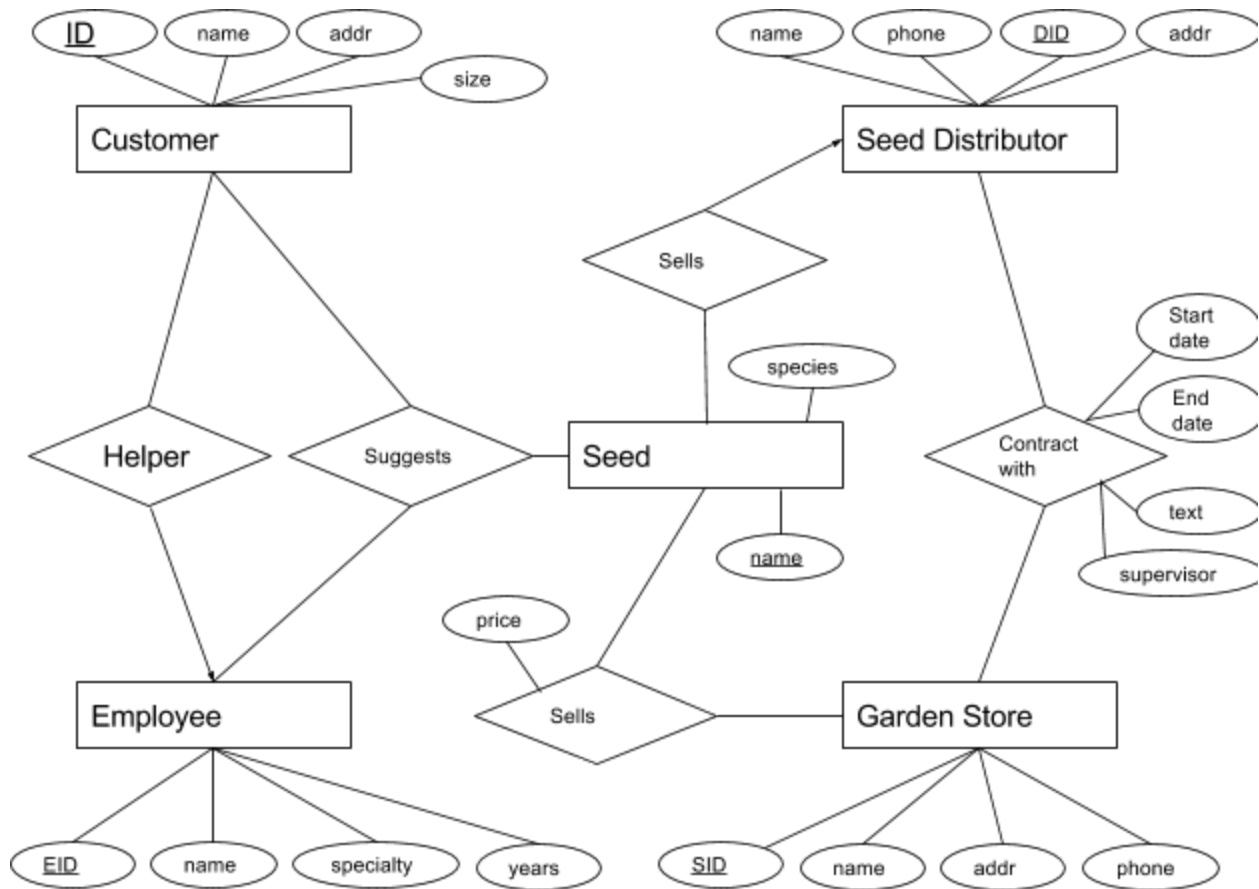 ID
name
addr
size
name
phone
DID
addr
Customer
Seed Distributor
Sells
species
Start
date
End
date
Helper
Suggests
Seed
Contract
with
text
name
supervisor
price
Employee
Sells
Garden Store
EID
name
specialty
years
SID
name
addr
phone